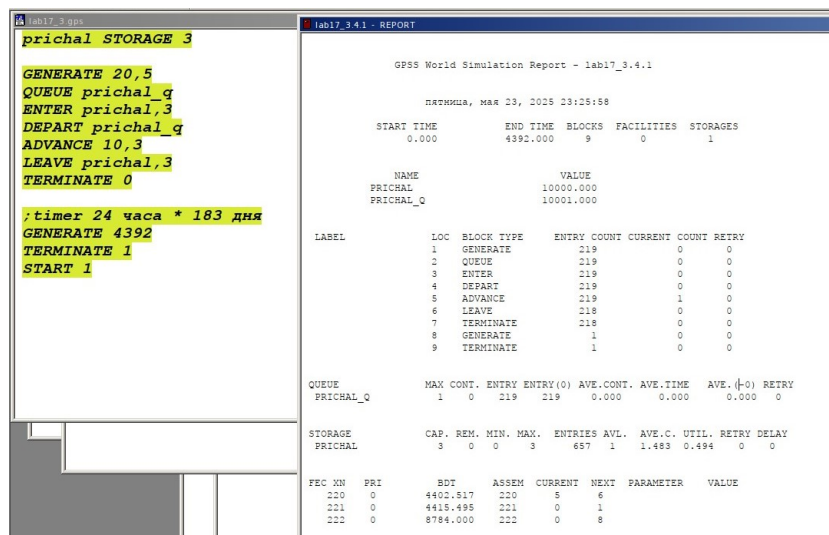 lab17_3.gps
prichal STORAGE 3
GENERATE 20,5
QUEUE prichal_q
ENTER prichal,3
DEPART prichal_q
ADVANCE 10,3
LEAVE prichal,3
TERMINATE 0
;timer 24 часа * 183 дня
GENERATE 4392
TERMINATE 1
START 1
lab17_3.4.1 - REPORT
GPSS World Simulation Report - lab17_3.4.1
пятница, мая 23, 2025 23:25:58
START TIME END TIME BLOCKS FACILITIES STORAGES
0.000 4392.000 9 0 1
NAME VALUE
PRICHAL 10000.000
PRICHAL_Q 10001.000
LABEL LOC BLOCK TYPE ENTRY COUNT CURRENT COUNT RETRY
1 GENERATE 219 0 0
2 QUEUE 219 0 0
3 ENTER 219 0 0
4 DEPART 219 0 0
5 ADVANCE 219 1 0
6 LEAVE 218 0 0
7 TERMINATE 218 0 0
8 GENERATE 1 0 0
9 TERMINATE 1 0 0
QUEUE MAX CONT. ENTRY ENTRY(0) AVE.CONT. AVE.TIME AVE.(-0) RETRY
PRICHAL_Q 1 0 219 219 0.000 0.000 0.000 0
STORAGE CAP. REM. MIN. MAX. ENTRIES AVL. AVE.C. UTIL. RETRY DELAY
PRICHAL 3 0 0 3 657 1 1.483 0.494 0 0
FEC XN PRI BDT ASSEM CURRENT NEXT PARAMETER VALUE
220 0 4402.517 220 5 6
221 0 4415.495 221 0 1
222 0 8784.000 222 0 8